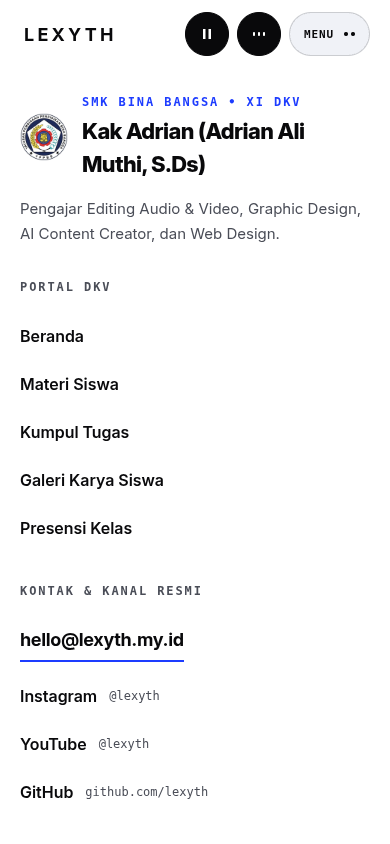 LEXYTH
MENU
SMK BINA BANGSA • XI DKV
Kak Adrian (Adrian Ali
Muthi, S.Ds)
Pengajar Editing Audio & Video, Graphic Design,
AI Content Creator, dan Web Design.
PORTAL DKV
Beranda
Materi Siswa
Kumpul Tugas
Galeri Karya Siswa
Presensi Kelas
KONTAK & KANAL RESMI
hello@lexyth.my.id
Instagram @lexyth
YouTube @lexyth
GitHub github.com/lexyth